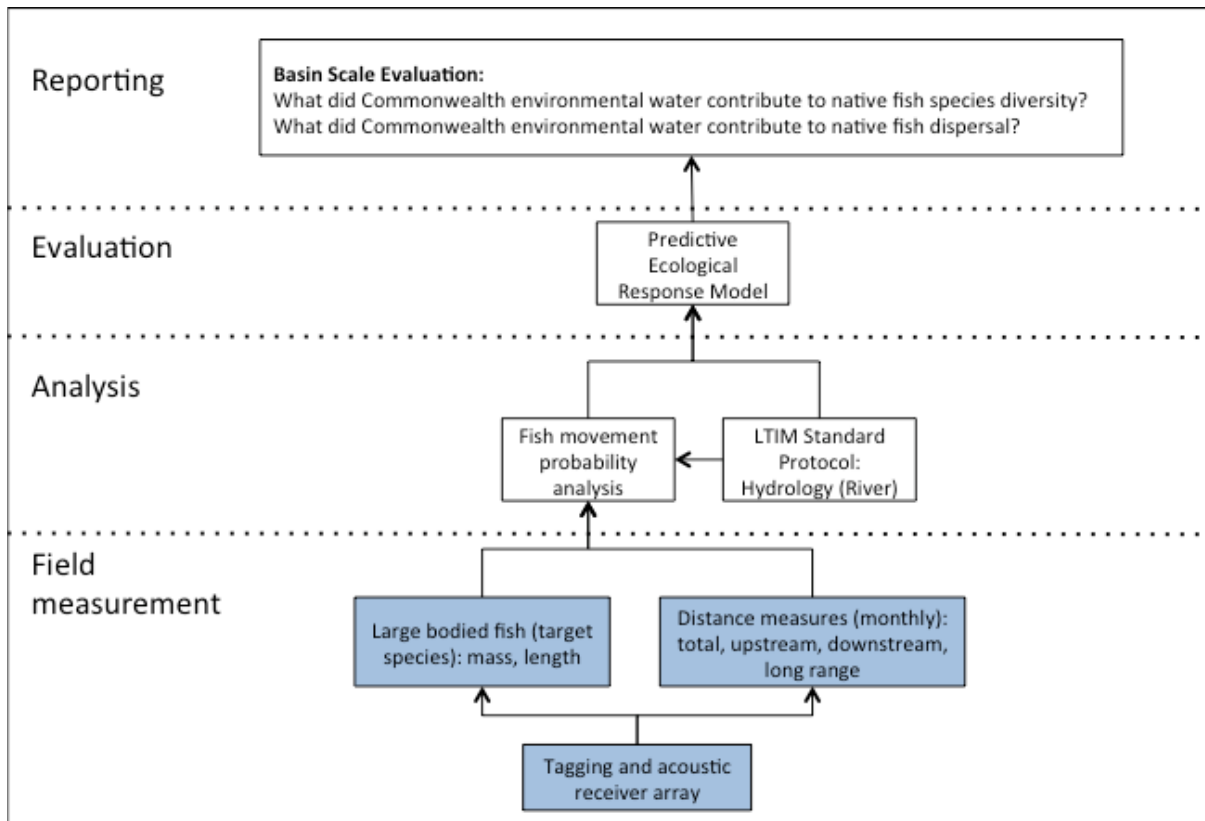 Reporting
Basin Scale Evaluation:
What did Commonwealth environmental water contribute to native fish species diversity?
What did Commonwealth environmental water contribute to native fish dispersal?
Evaluation
Predictive
Ecological
Response Model
Analysis
Fish movement
probability
analysis
LTIM Standard
Protocol:
Hydrology (River)
Field
measurement
Large bodied fish (target
species): mass, length
Distance measures (monthly):
total, upstream, downstream,
long range
Tagging and acoustic
receiver array